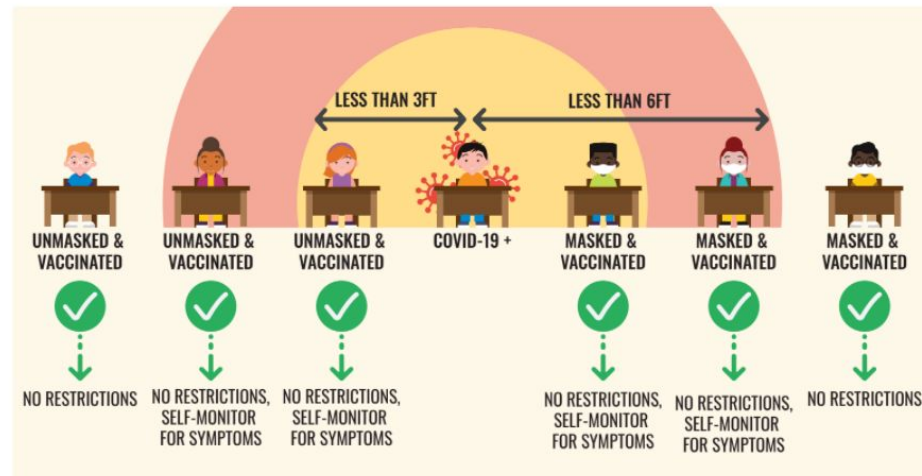 LESS THAN 3FT
LESS THAN 6FT
UNMASKED &
VACCINATED
UNMASKED &
VACCINATED
UNMASKED &
VACCINATED
COVID-19 +
MASKED &
VACCINATED
MASKED &
VACCINATED
MASKED &
VACCINATED
NO RESTRICTIONS
NO RESTRICTIONS,
SELF-MONITOR
FOR SYMPTOMS
NO RESTRICTIONS,
SELF-MONITOR
FOR SYMPTOMS
NO RESTRICTIONS,
SELF-MONITOR
FOR SYMPTOMS
NO RESTRICTIONS,
SELF-MONITOR
FOR SYMPTOMS
NO RESTRICTIONS